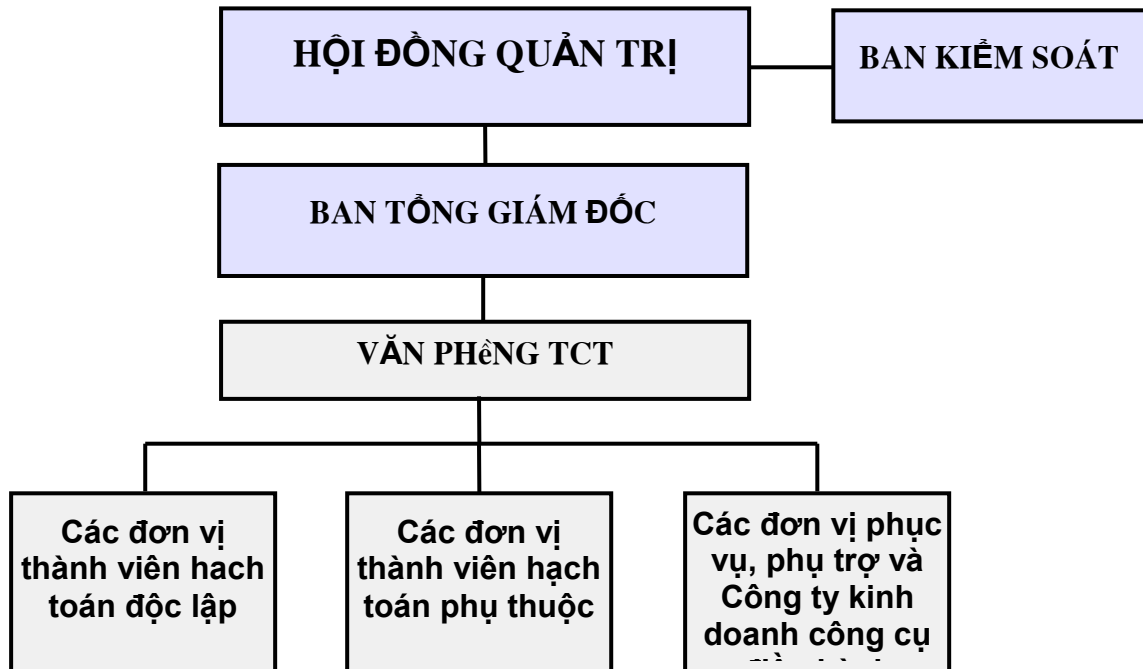 HỘI ĐỒNG QUẢN TRỊ
BAN KIỂM SOÁT
BAN TỔNG GIÁM ĐỐC
VĂN PHềNG TCT
Các đơn vị
thành viên hach
toán độc lập
Các đơn vị
thành viên hạch
toán phụ thuộc
Các đơn vị phục
vụ, phụ trợ và
Công ty kinh
doanh công cụ